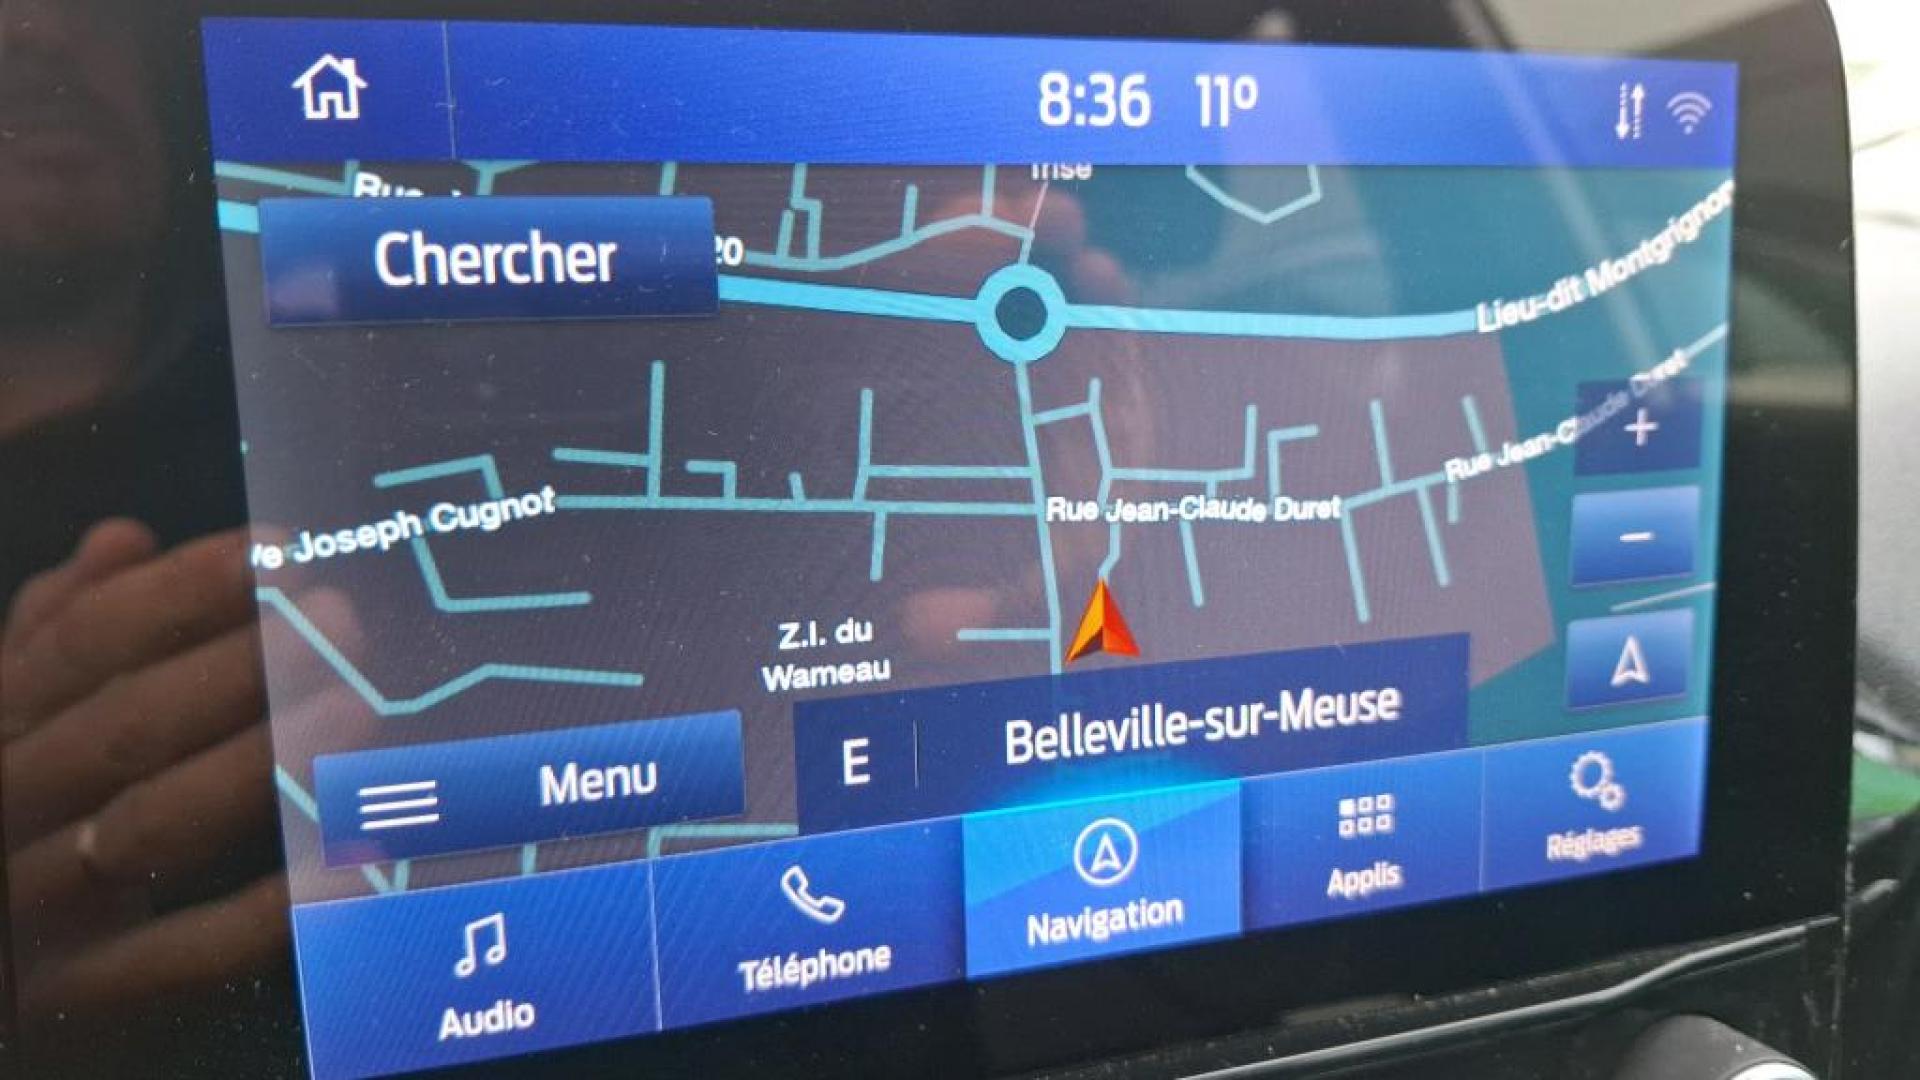 8:36 11°
Chercher
20
Lieu-dit Montgrignon
Rue Jean-Claude Duret
Joseph Cugnot
Rue Jean-Claude Duret
Z.I. du
Wameau
E Belleville-sur-Meuse
Menu
Audio
Téléphone
Navigation
Applis
Réglages